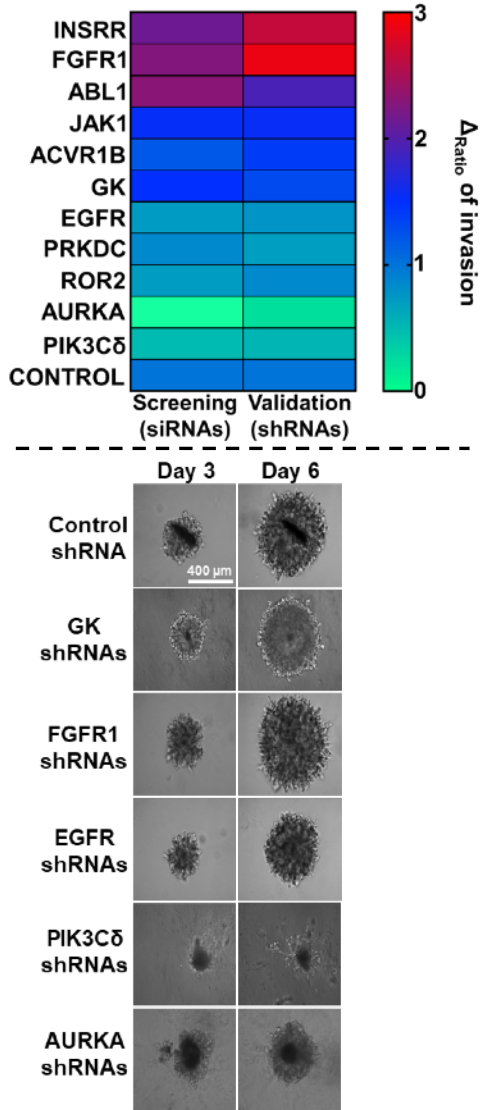 INSRR
FGFR1
ABL1
JAK1
ACVR1B
GK
EGFR
PRKDC
ROR2
AURKA
PIK3Cδ
CONTROL
Screening Validation
(siRNAs) (shRNAs)
3
2
1
0
ΔRatio of invasion
Day 3 Day 6
Control
shRNA
400 µm
GK
shRNAs
FGFR1
shRNAs
EGFR
shRNAs
PIK3Cδ
shRNAs
AURKA
shRNAs